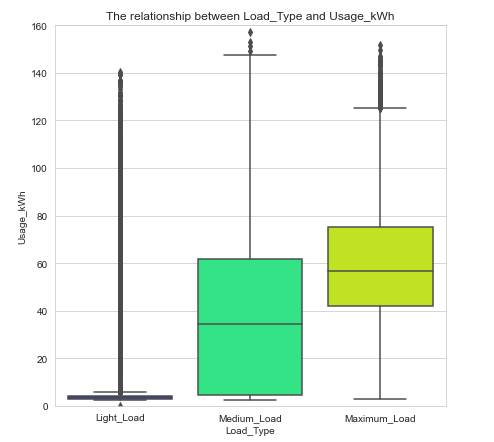 The relationship between Load_Type and Usage_kWh
160
140
120
100
80
60
40
20
0
Usage_kWh
Light_Load
Medium_Load
Maximum_Load
Load_Type